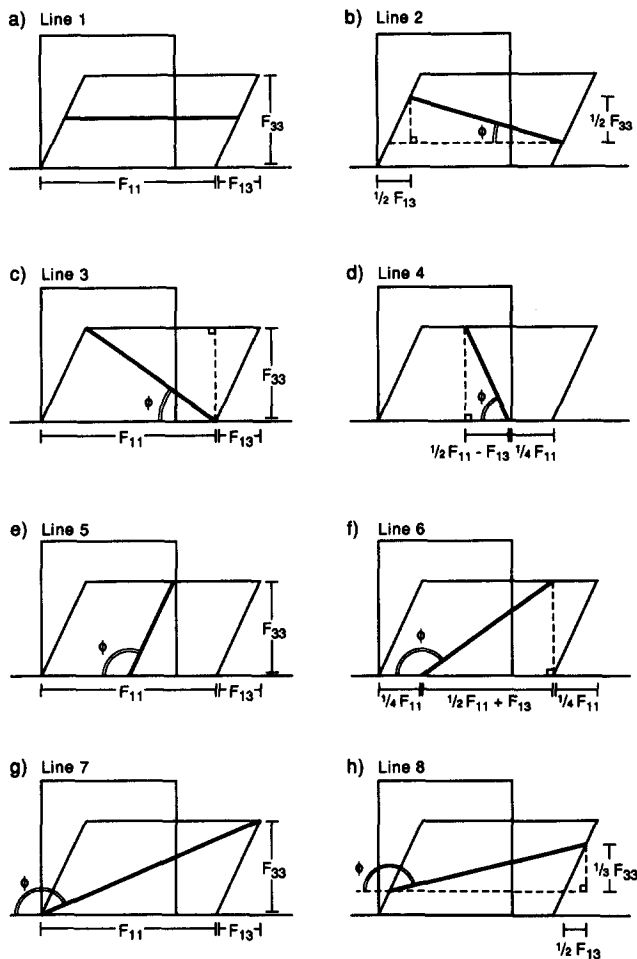 a) Line 1
F33
F11
F13
b) Line 2
ϕ
½ F33
½ F13
c) Line 3
ϕ
F33
F11
F13
d) Line 4
ϕ
½ F11 - F13
¼ F11
e) Line 5
ϕ
F33
F11
F13
f) Line 6
ϕ
¼ F11
½ F11 + F13
¼ F11
g) Line 7
ϕ
F33
F11
F13
h) Line 8
ϕ
⅓ F33
½ F13